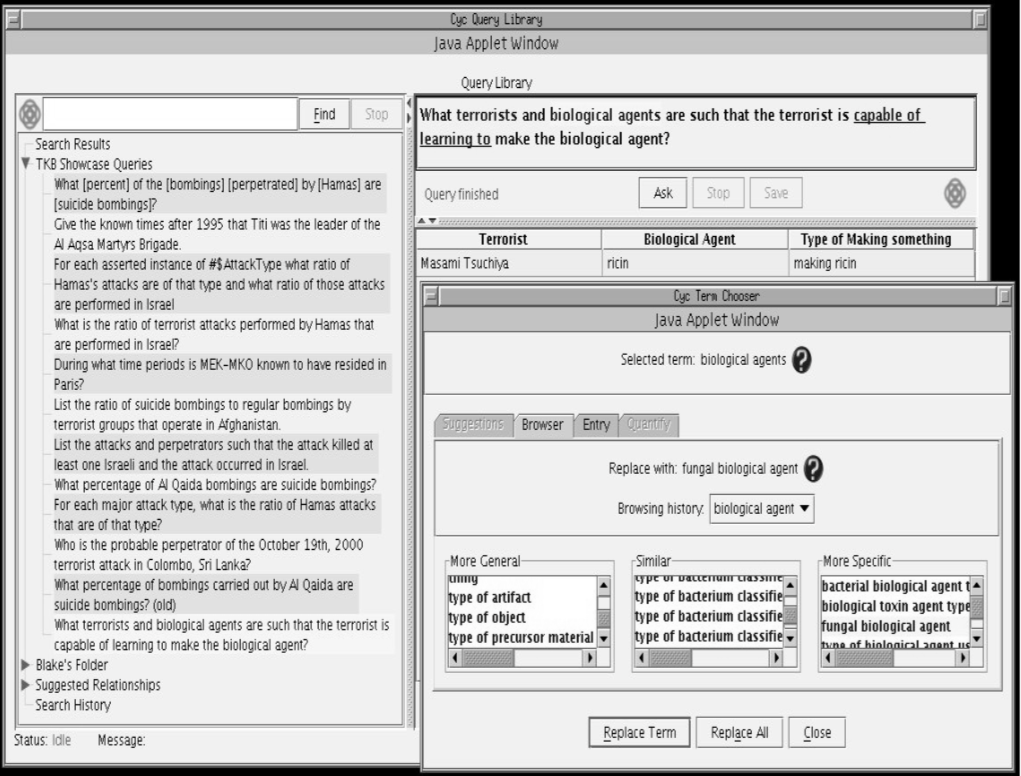 Cyc Query Library
Java Applet Window
Query Library
Find
Stop
Search Results
TKB Showcase Queries
What [percent] of the [bombings] [perpetrated] by [Hamas] are
[suicide bombings]?
Give the known times after 1995 that Titi was the leader of the
Al Aqsa Martyrs Brigade.
For each asserted instance of #$AttackType what ratio of
Hamas's attacks are of that type and what ratio of those attacks
are performed in Israel
What is the ratio of terrorist attacks performed by Hamas that
are performed in Israel?
During what time periods is MEK-MKO known to have resided in
Paris?
List the ratio of suicide bombings to regular bombings by
terrorist groups that operate in Afghanistan.
List the attacks and perpetrators such that the attack killed at
least one Israeli and the attack occurred in Israel.
What percentage of Al Qaida bombings are suicide bombings?
For each major attack type, what is the ratio of Hamas attacks
that are of that type?
Who is the probable perpetrator of the October 19th, 2000
terrorist attack in Colombo, Sri Lanka?
What percentage of bombings carried out by Al Qaida are
suicide bombings? (old)
What terrorists and biological agents are such that the terrorist is
capable of learning to make the biological agent?
Blake's Folder
Suggested Relationships
Search History
Status: Idle Message:
What terrorists and biological agents are such that the terrorist is capable of
learning to make the biological agent?
Query finished
Ask
Stop
Save
Terrorist Biological Agent Type of Making something
Masami Tsuchiya ricin making ricin
Cyc Term Chooser
Java Applet Window
Selected term: biological agents ?
Suggestions Browser Entry Quantify
Replace with: fungal biological agent ?
Browsing history: biological agent
More General
thing
type of artifact
type of object
type of precursor material
Similar
type of bacterium classifie
type of bacterium classifie
type of bacterium classifie
type of bacterium classifie
More Specific
bacterial biological agent t
biological toxin agent type
fungal biological agent
type of biological agent us
Replace Term
Replace All
Close